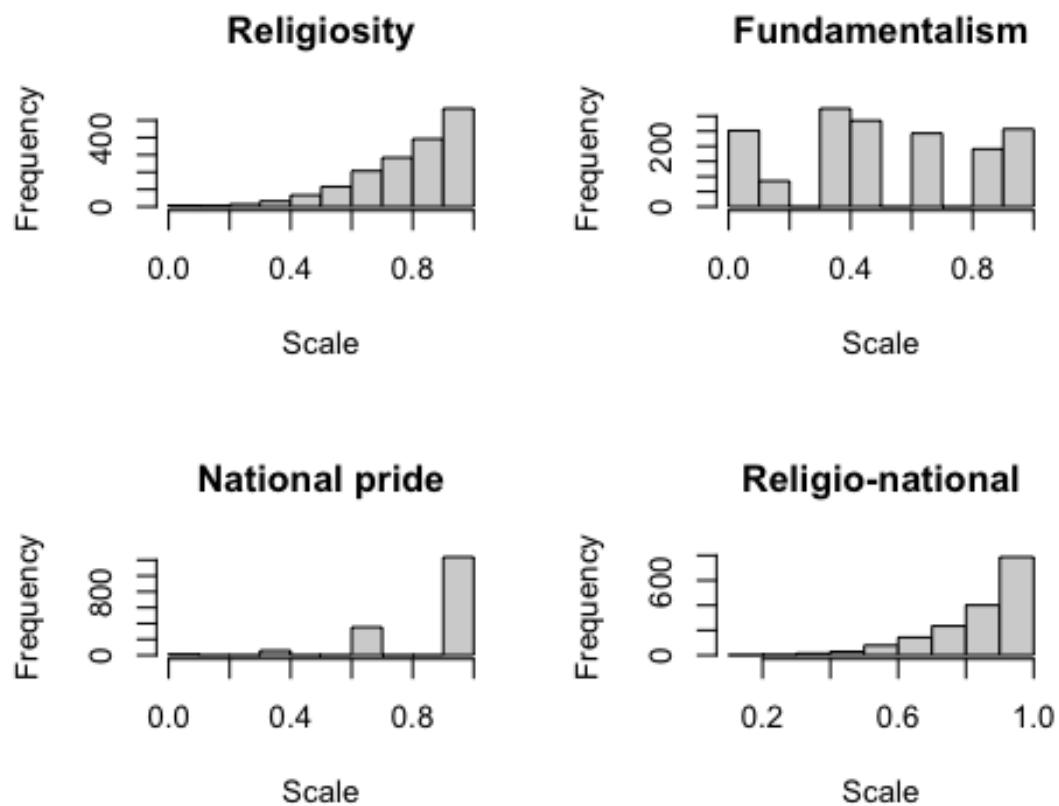 Religiosity
Frequency
0 400
0.0 0.4 0.8
Scale
Fundamentalism
Frequency
0 200
0.0 0.4 0.8
Scale
National pride
Frequency
0 800
0.0 0.4 0.8
Scale
Religio-national
Frequency
0 600
0.2 0.6 1.0
Scale